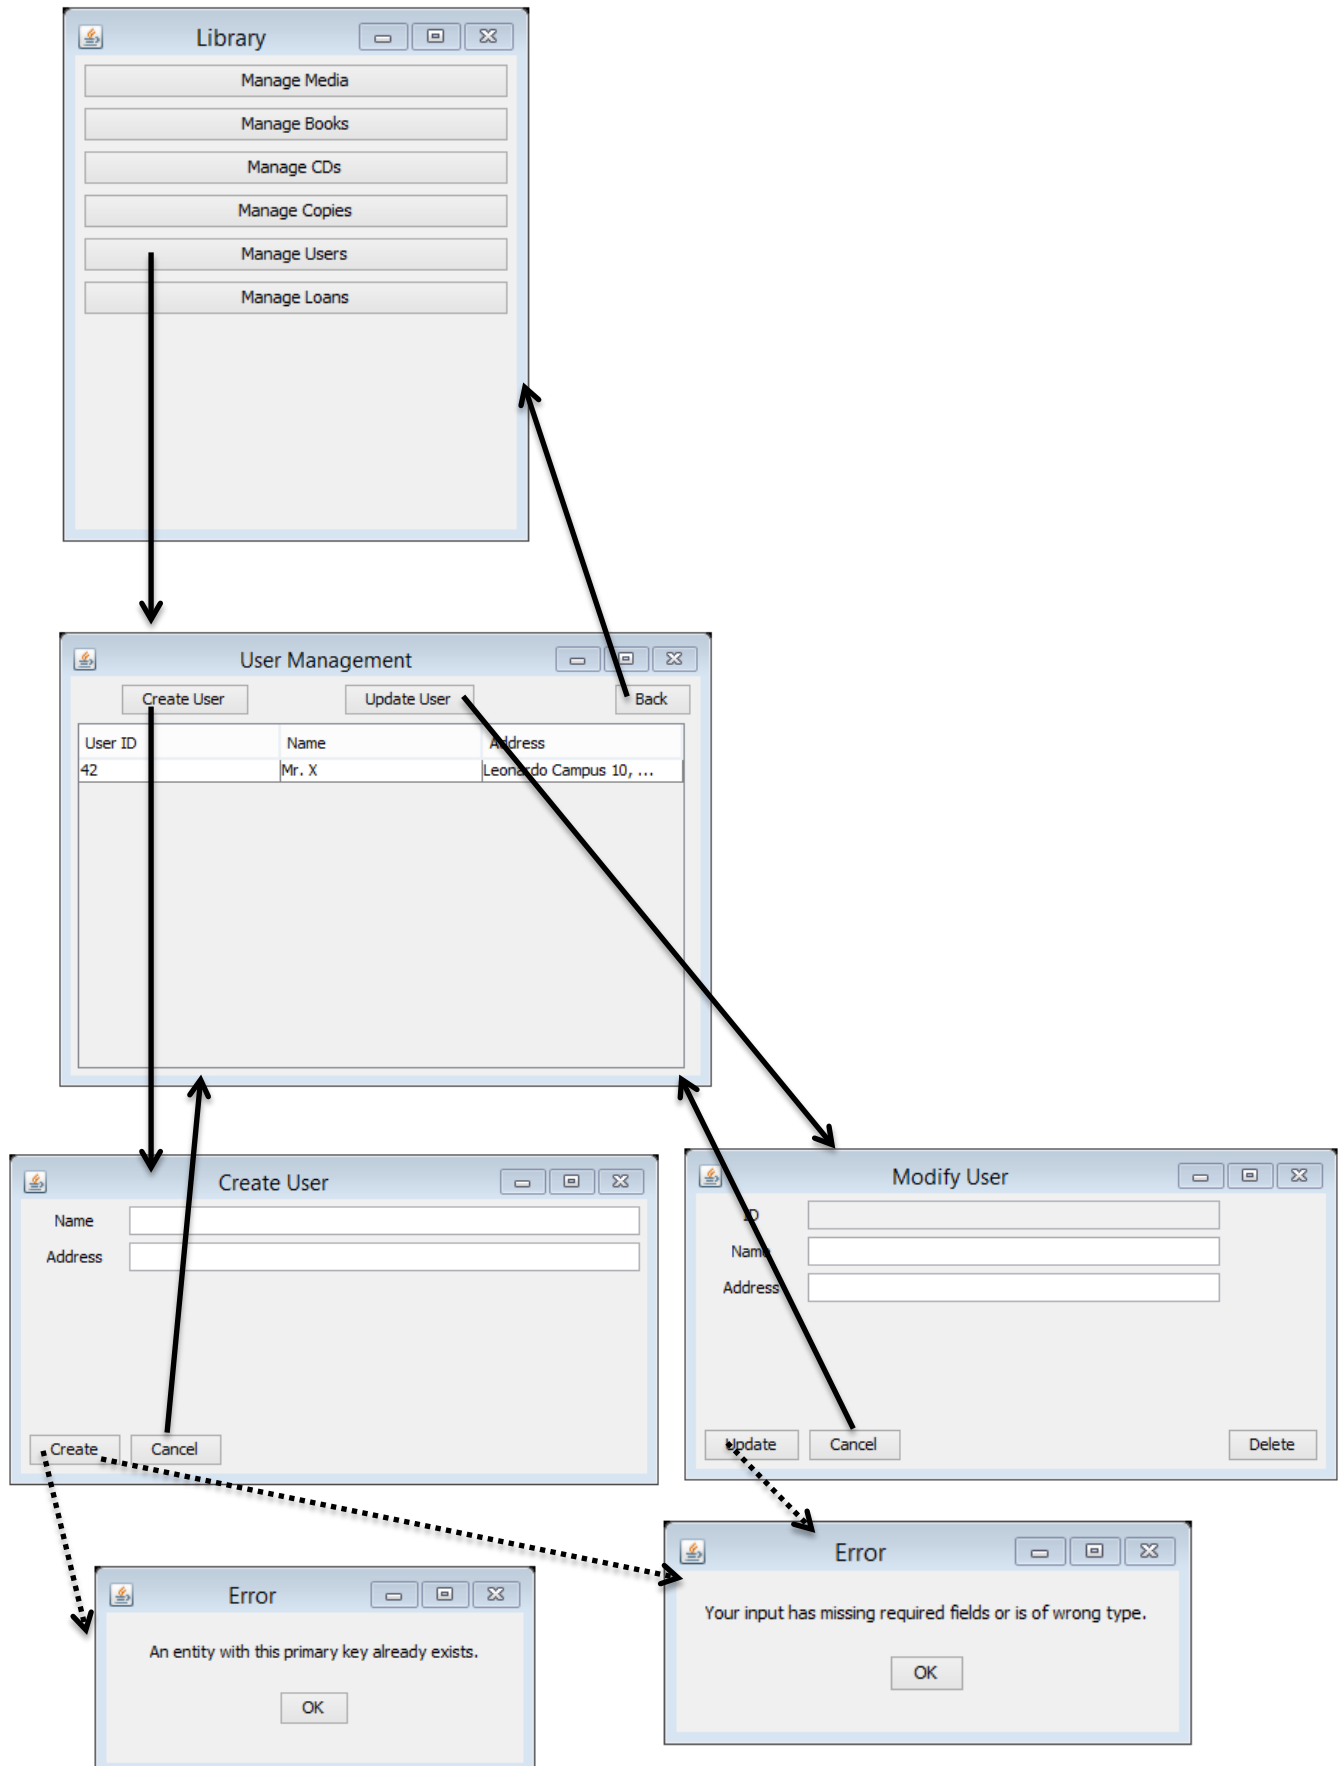 Library
Manage Media
Manage Books
Manage CDs
Manage Copies
Manage Users
Manage Loans
User Management
Create User Update User Back
User ID Name Address
42 Mr. X Leonardo Campus 10, ...
Create User
Name
Address
Create Cancel
Modify User
ID
Name
Address
Update Cancel Delete
Error
An entity with this primary key already exists.
OK
Error
Your input has missing required fields or is of wrong type.
OK